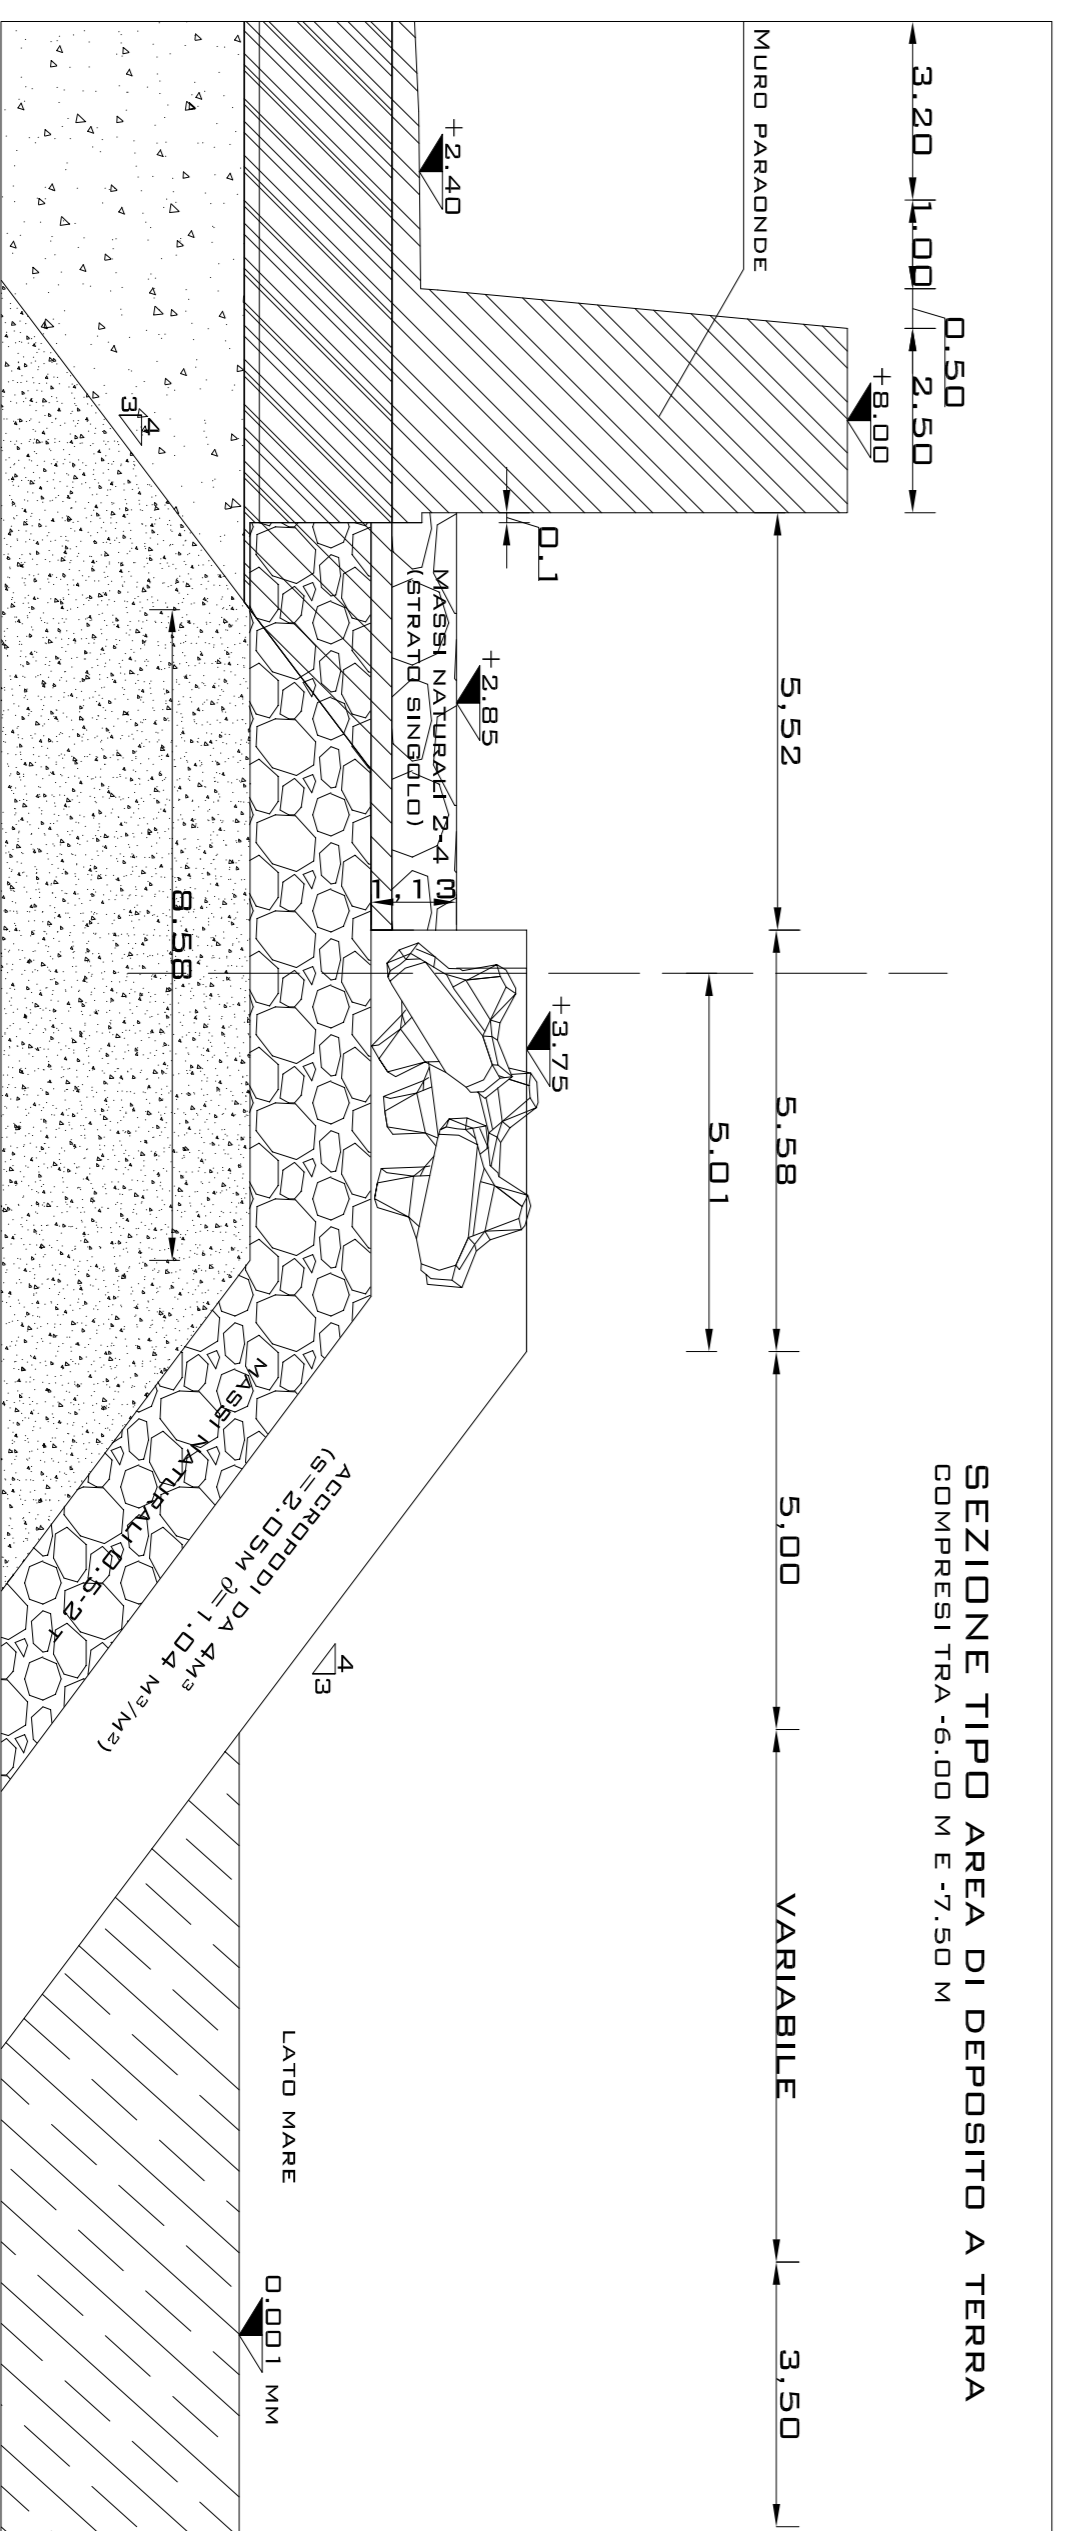 SEZIONE TIPO AREA DI DEPOSITO A TERRA
COMPRESI TRA -6.00 M E -7.50 M
3.20
1.00
0.50
2.50
+8.00
MURO PARAONDE
5,52
5.58
5,00
VARIABILE
3,50
5.01
0.1
+3.75
+2.85
+2.40
MASSI NATURALI 2-4
(STRATO SINGOLO)
1,13
4
3
ACCROPODI DA 4M³
(S=2.05M ∂=1.04 M³/M²)
LATO MARE
0.001 MM
MASSI NATURALI 0.5-2 T
8.58
3
4